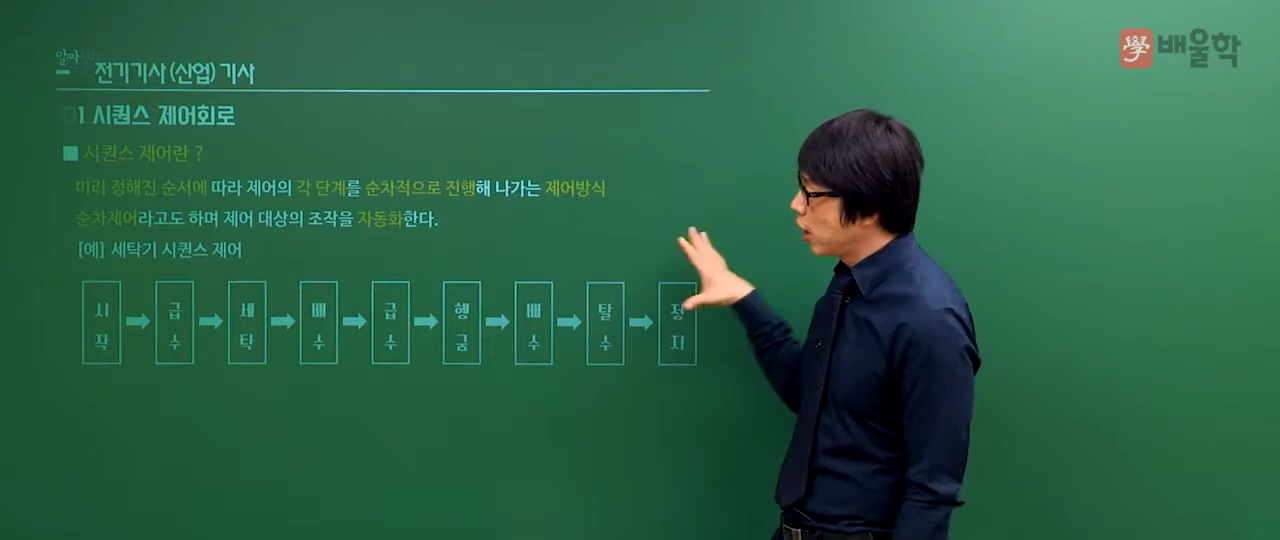 學 배울학
알짜
전기기사(산업) 기사
01 시퀀스 제어회로
■ 시퀀스 제어란 ?
미리 정해진 순서에 따라 제어의 각 단계를 순차적으로 진행해 나가는 제어방식
순차제어라고도 하며 제어 대상의 조작을 자동화한다.
[예] 세탁기 시퀀스 제어
시작 → 급수 → 세탁 → 배수 → 급수 → 헹굼 → 배수 → 탈수 → 정지